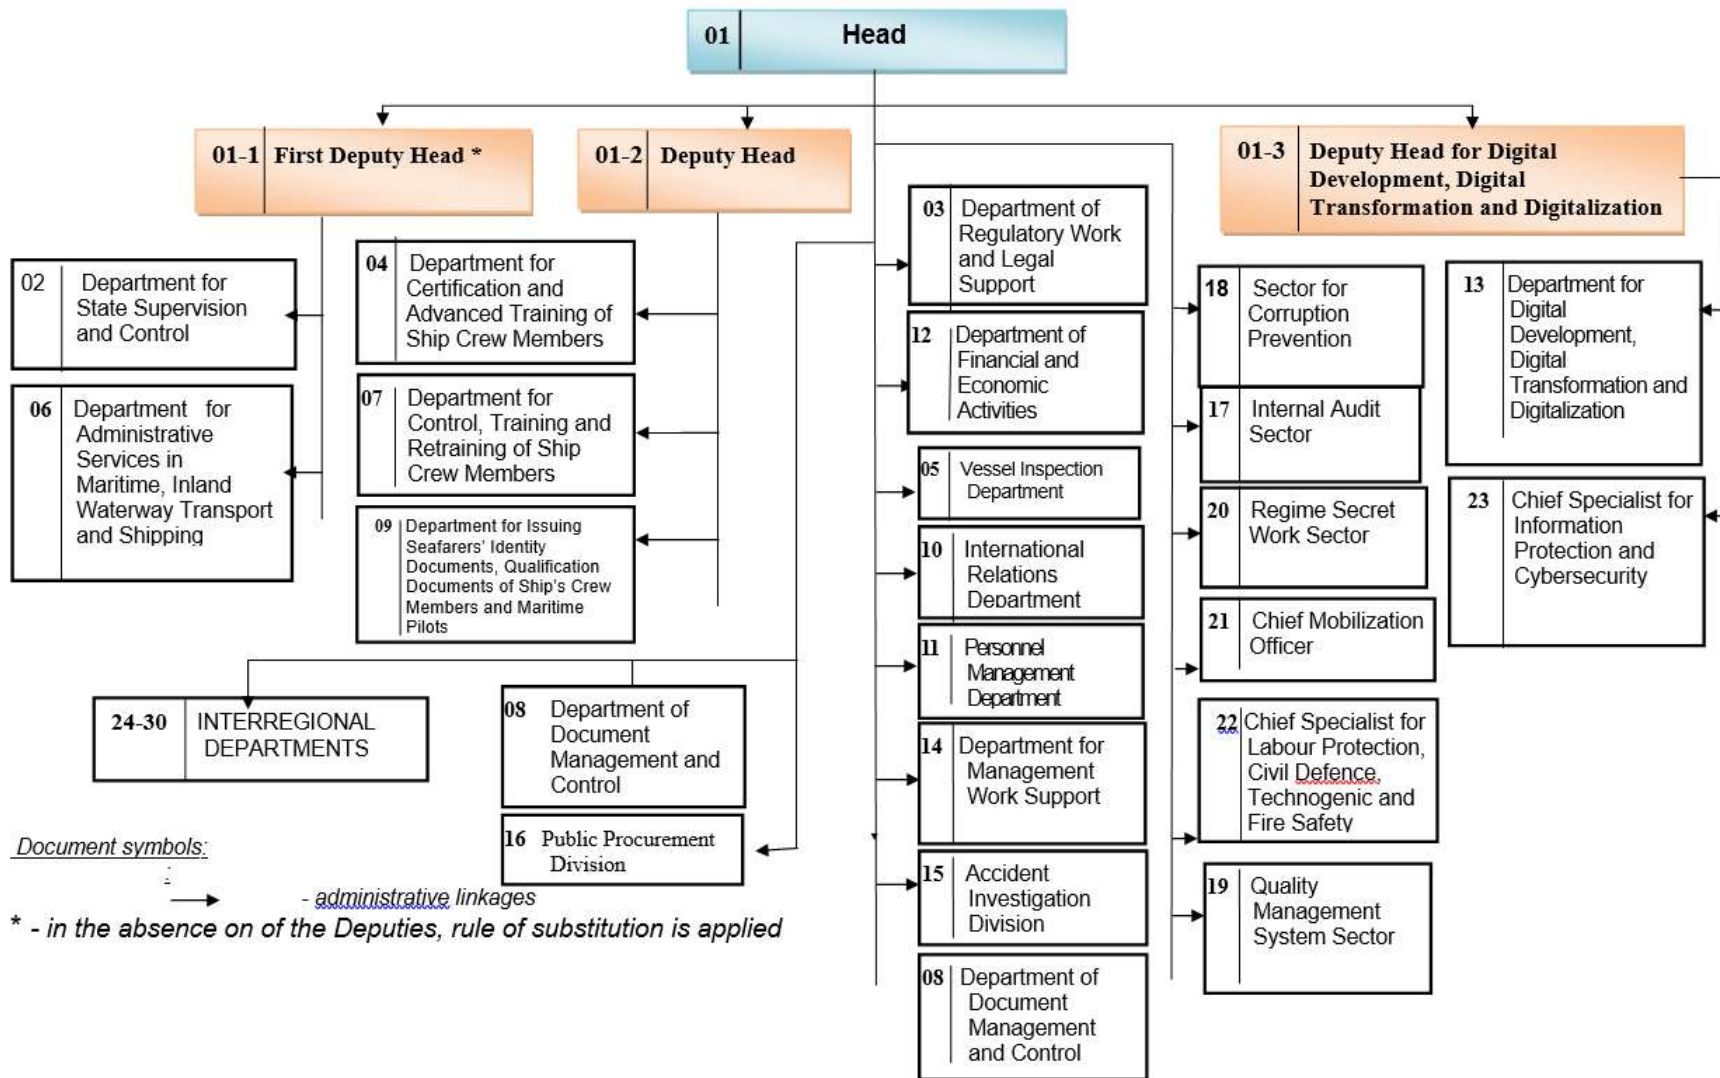 01 Head
01-1 First Deputy Head *
01-2 Deputy Head
01-3 Deputy Head for Digital
Development, Digital
Transformation and Digitalization
02 Department for
State Supervision
and Control
06 Department for
Administrative
Services in
Maritime, Inland
Waterway Transport
and Shipping
04 Department for
Certification and
Advanced Training of
Ship Crew Members
07 Department for
Control, Training and
Retraining of Ship
Crew Members
09 Department for Issuing
Seafarers' Identity
Documents, Qualification
Documents of Ship's Crew
Members and Maritime
Pilots
24-30 INTERREGIONAL
DEPARTMENTS
08 Department of
Document
Management and
Control
16 Public Procurement
Division
03 Department of
Regulatory Work
and Legal
Support
12 Department of
Financial and
Economic
Activities
05 Vessel Inspection
Department
10 International
Relations
Department
11 Personnel
Management
Department
14 Department for
Management
Work Support
15 Accident
Investigation
Division
08 Department of
Document
Management
and Control
18 Sector for
Corruption
Prevention
17 Internal Audit
Sector
20 Regime Secret
Work Sector
21 Chief Mobilization
Officer
22 Chief Specialist for
Labour Protection,
Civil Defence,
Technogenic and
Fire Safety
19 Quality
Management
System Sector
13 Department for
Digital
Development,
Digital
Transformation and
Digitalization
23 Chief Specialist for
Information
Protection and
Cybersecurity
Document symbols:
:
- administrative linkages
* - in the absence on of the Deputies, rule of substitution is applied